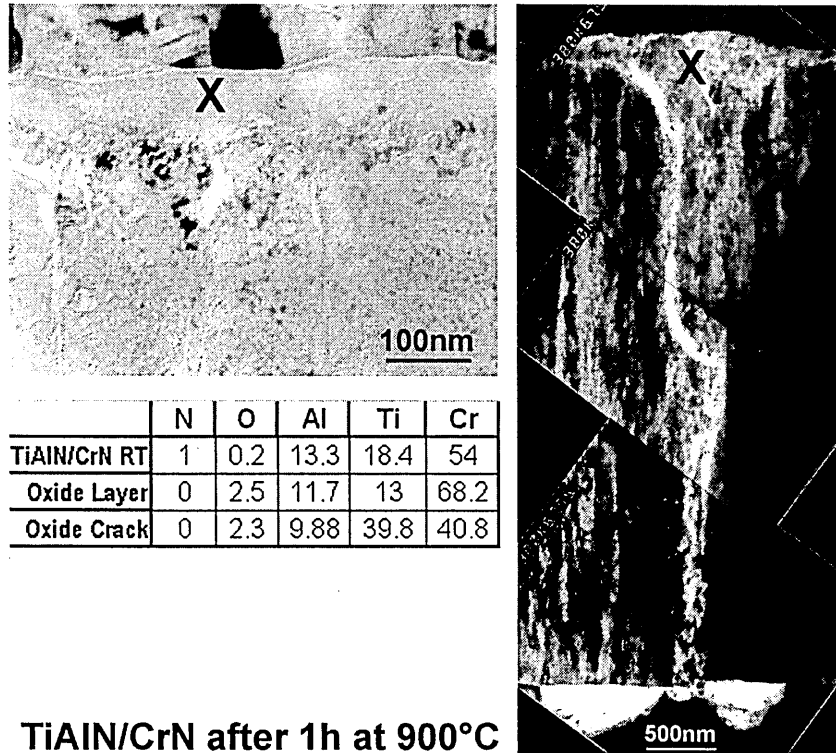 X
100nm
N O Al Ti Cr
TiAlN/CrN RT 1 0.2 13.3 18.4 54
Oxide Layer 0 2.5 11.7 13 68.2
Oxide Crack 0 2.3 9.88 39.8 40.8
TiAlN/CrN after 1h at 900°C
X
500nm